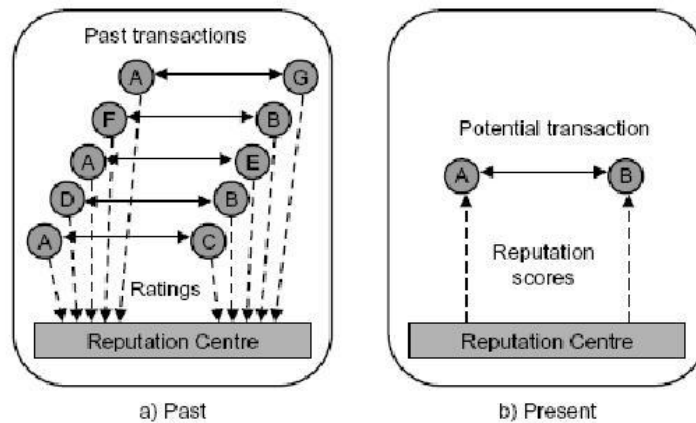 Past transactions
A G
F B
A E
D B
A C
Ratings
Reputation Centre
a) Past
Potential transaction
A B
Reputation
scores
Reputation Centre
b) Present